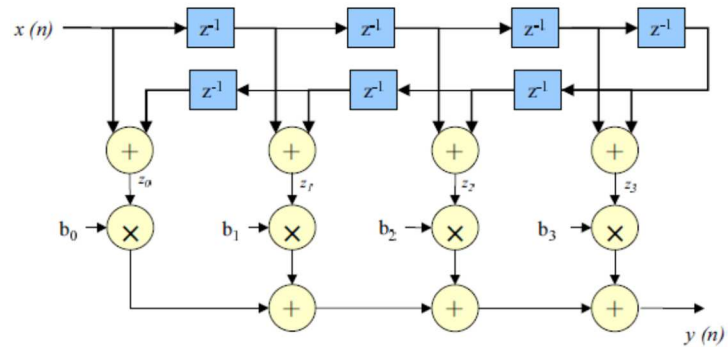 x (n) z⁻¹ z⁻¹ z⁻¹ z⁻¹
z⁻¹ z⁻¹ z⁻¹
+ + + +
z₀ z₁ z₂ z₃
b₀ × b₁ × b₂ × b₃ ×
+ + +
y (n)